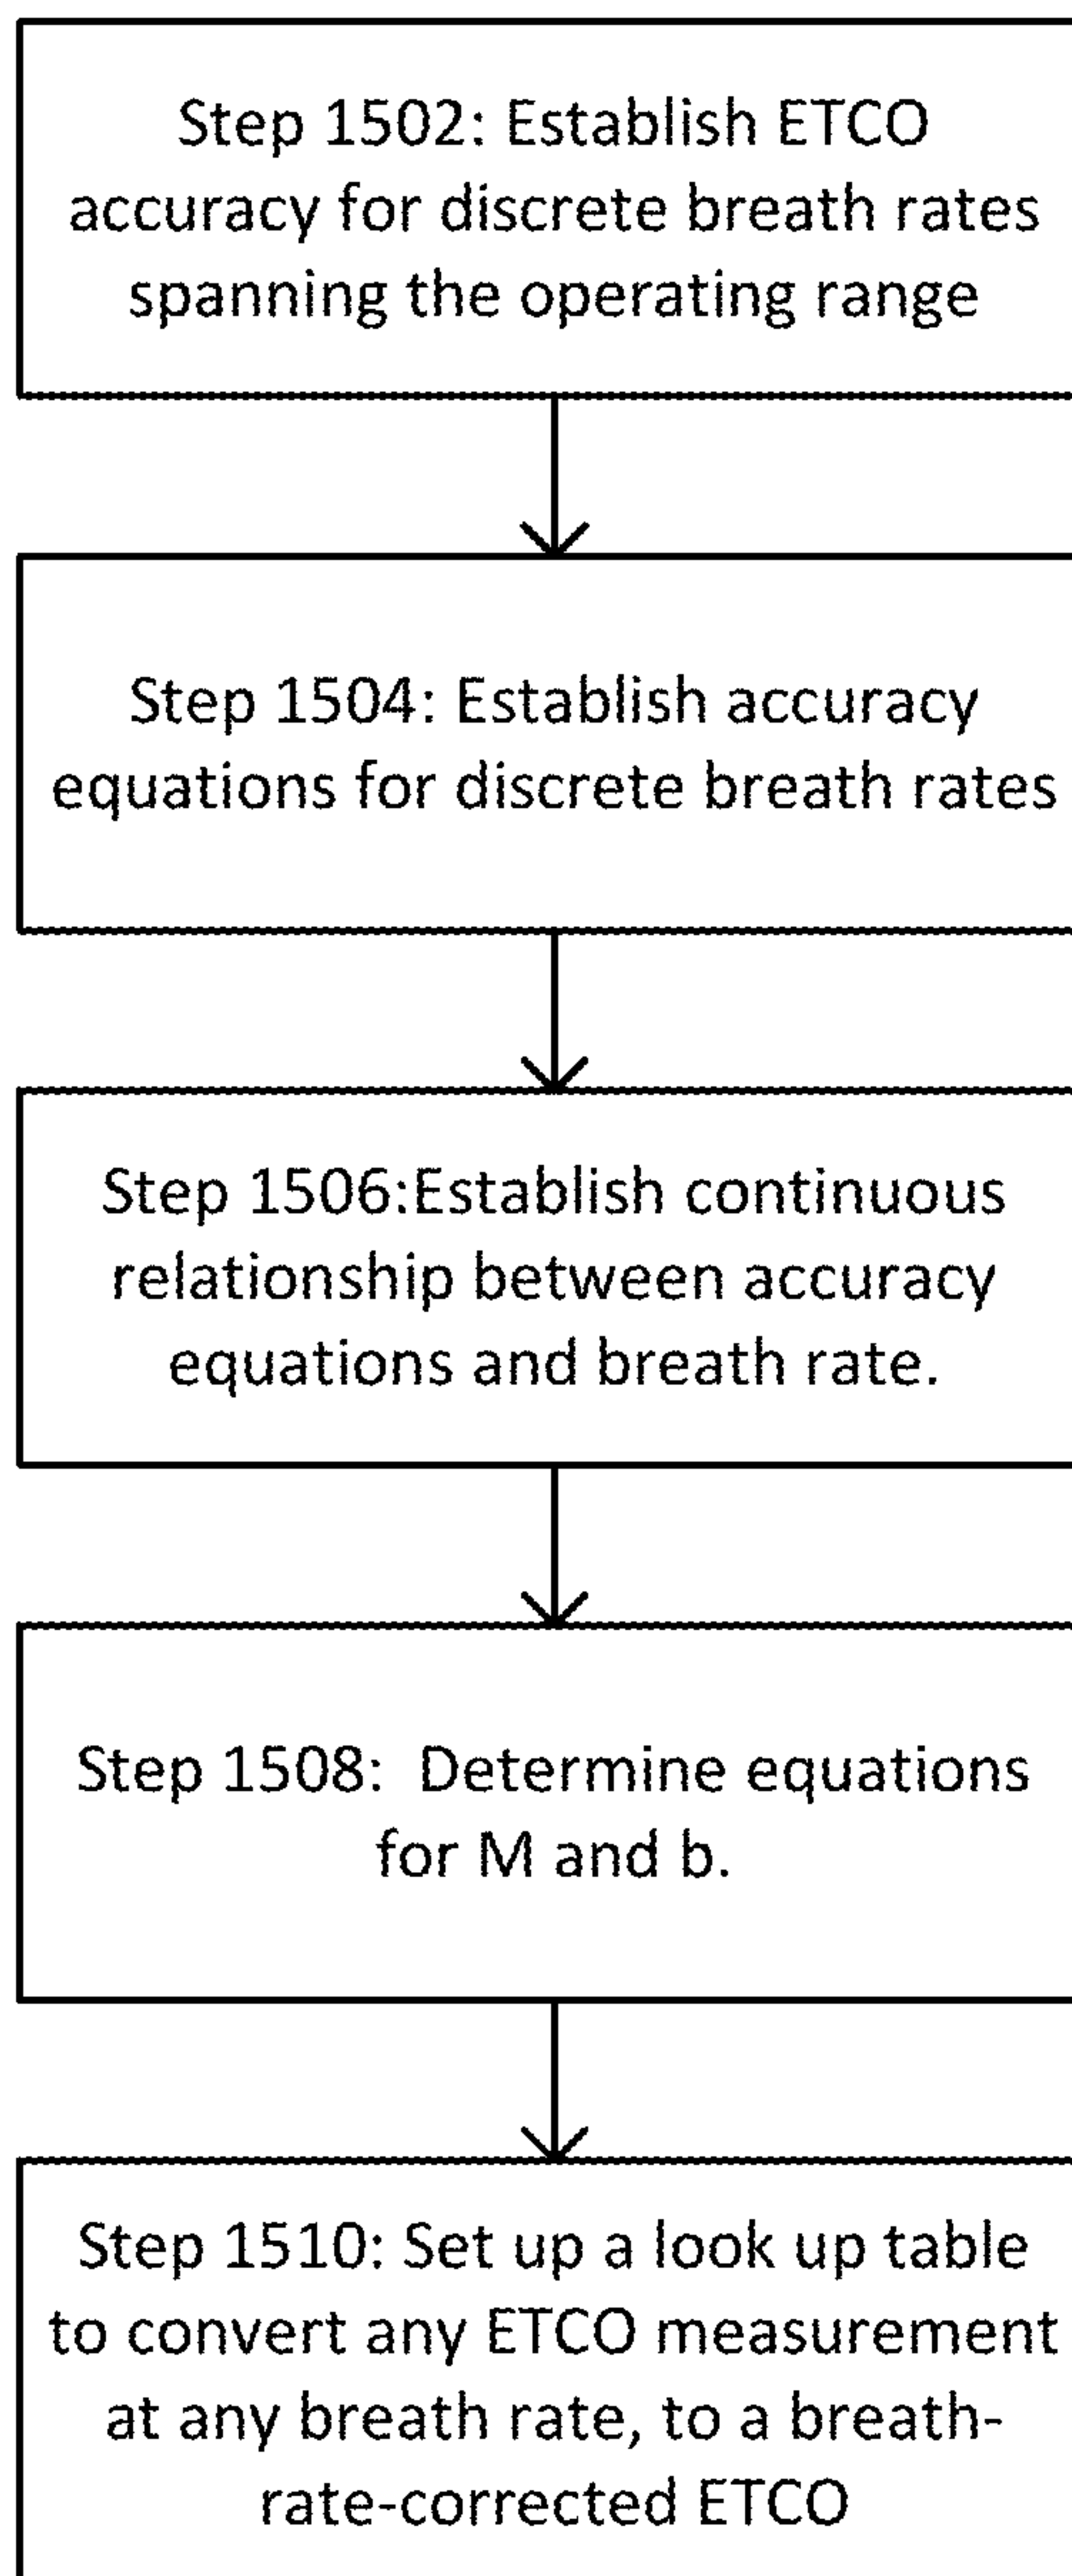 Step 1502: Establish ETCO
accuracy for discrete breath rates
spanning the operating range
Step 1504: Establish accuracy
equations for discrete breath rates
Step 1506:Establish continuous
relationship between accuracy
equations and breath rate.
Step 1508:  Determine equations
for M and b.
Step 1510: Set up a look up table
to convert any ETCO measurement
at any breath rate, to a breath-
rate-corrected ETCO